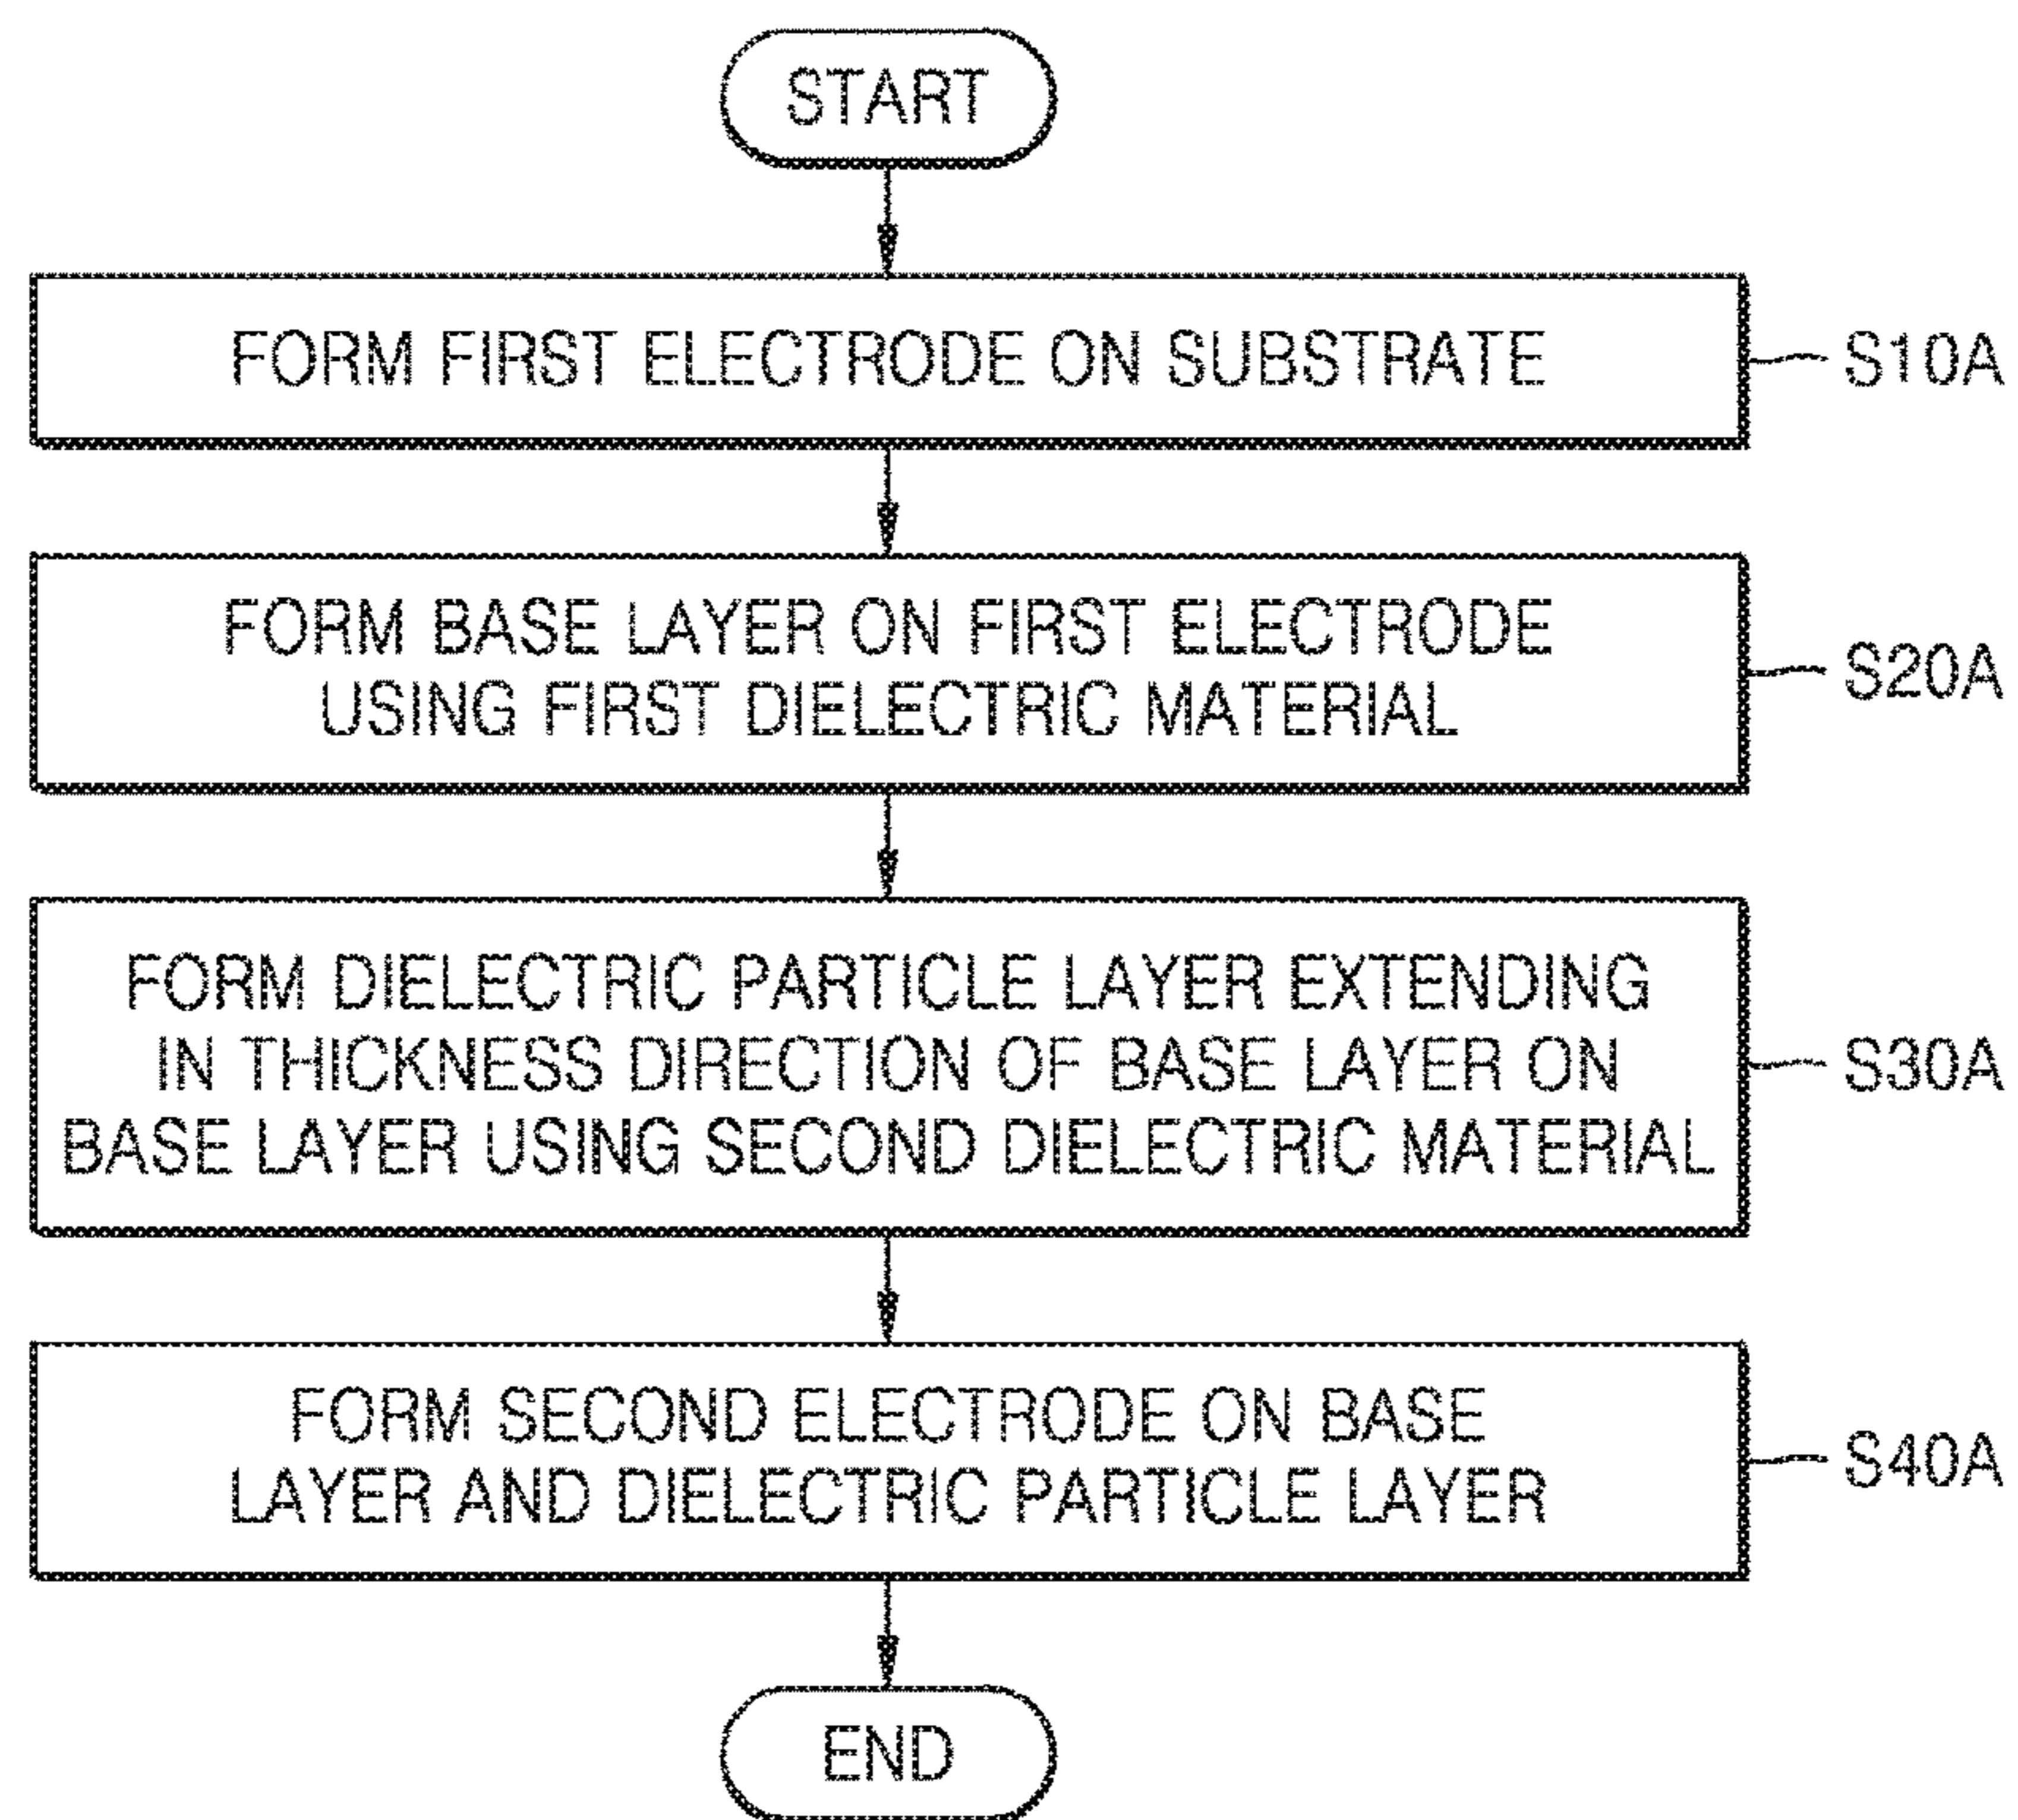 START
FORM FIRST ELECTRODE ON SUBSTRATE
S10A
FORM BASE LAYER ON FIRST ELECTRODE
USING FIRST DIELECTRIC MATERIAL
S20A
FORM DIELECTRIC PARTICLE LAYER EXTENDING
IN THICKNESS DIRECTION OF BASE LAYER ON
BASE LAYER USING SECOND DIELECTRIC MATERIAL
S30A
FORM SECOND ELECTRODE ON BASE
LAYER AND DIELECTRIC PARTICLE LAYER
S40A
END